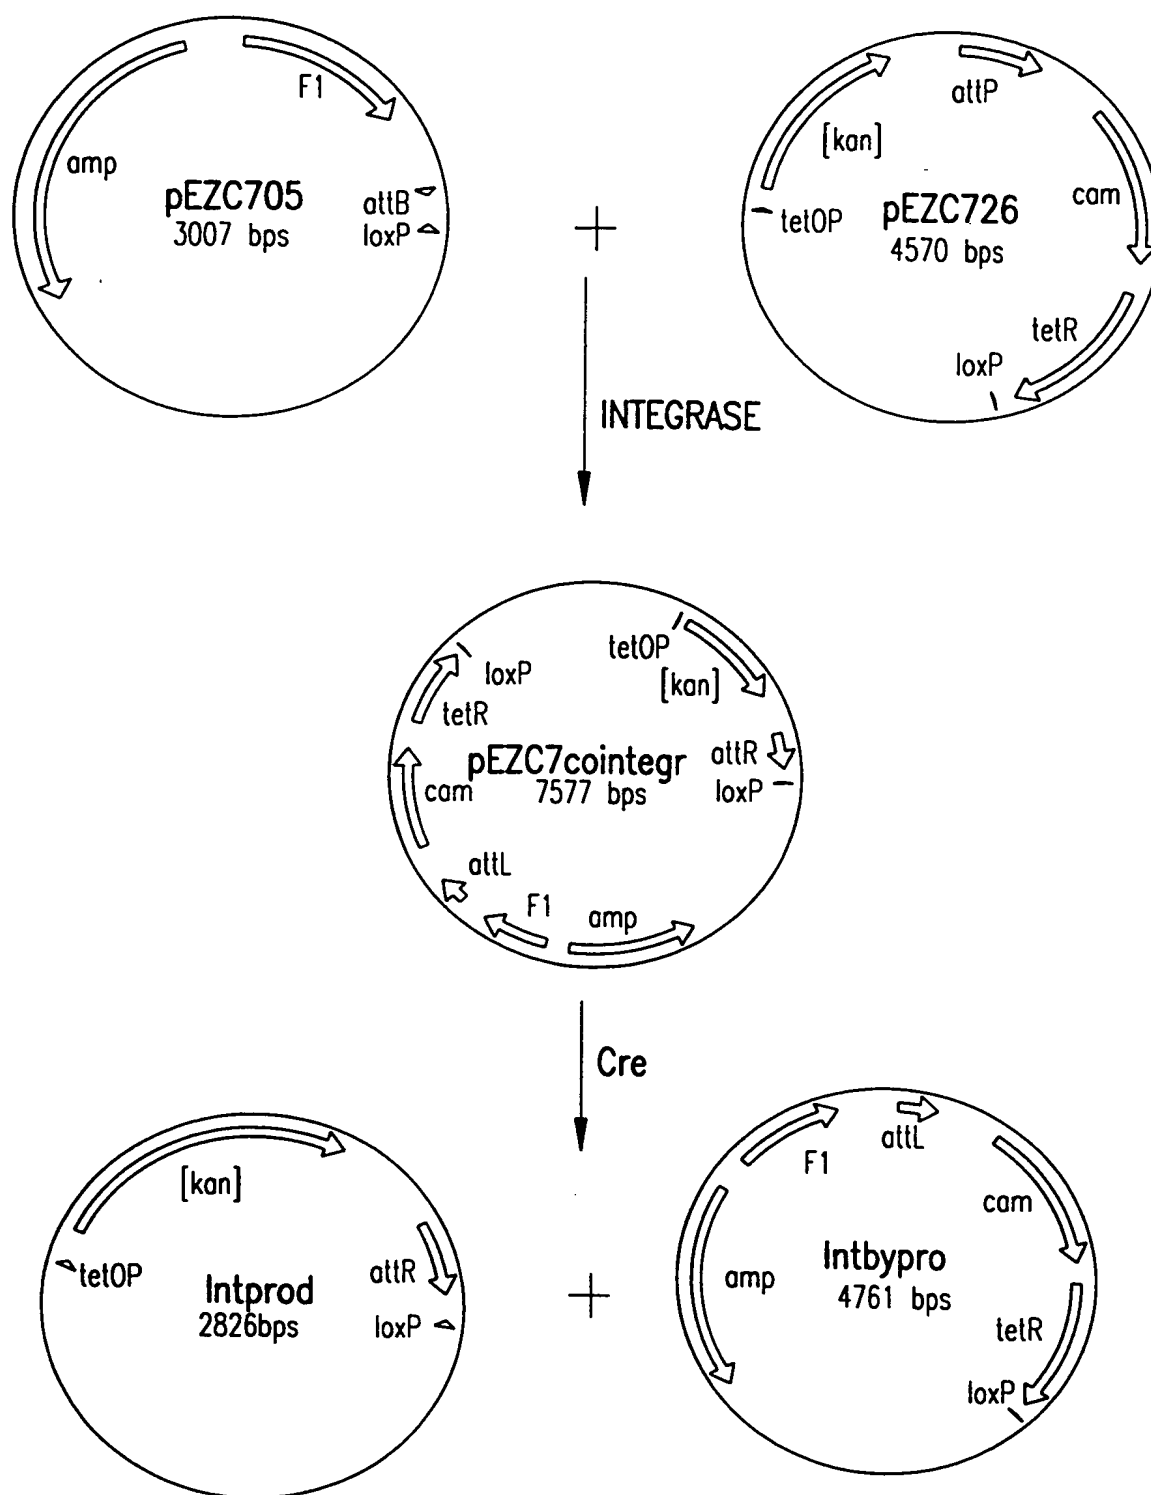 F1
amp
pEZC705
3007 bps
attB
loxP
+
attP
[kan]
cam
tetOP
pEZC726
4570 bps
tetR
loxP
INTEGRASE
tetOP
[kan]
loxP
tetR
pEZC7cointegr
7577 bps
attR
loxP
cam
attL
F1
amp
Cre
[kan]
tetOP
attR
Intprod
2826bps
loxP
+
F1
attL
cam
amp
Intbypro
4761 bps
tetR
loxP